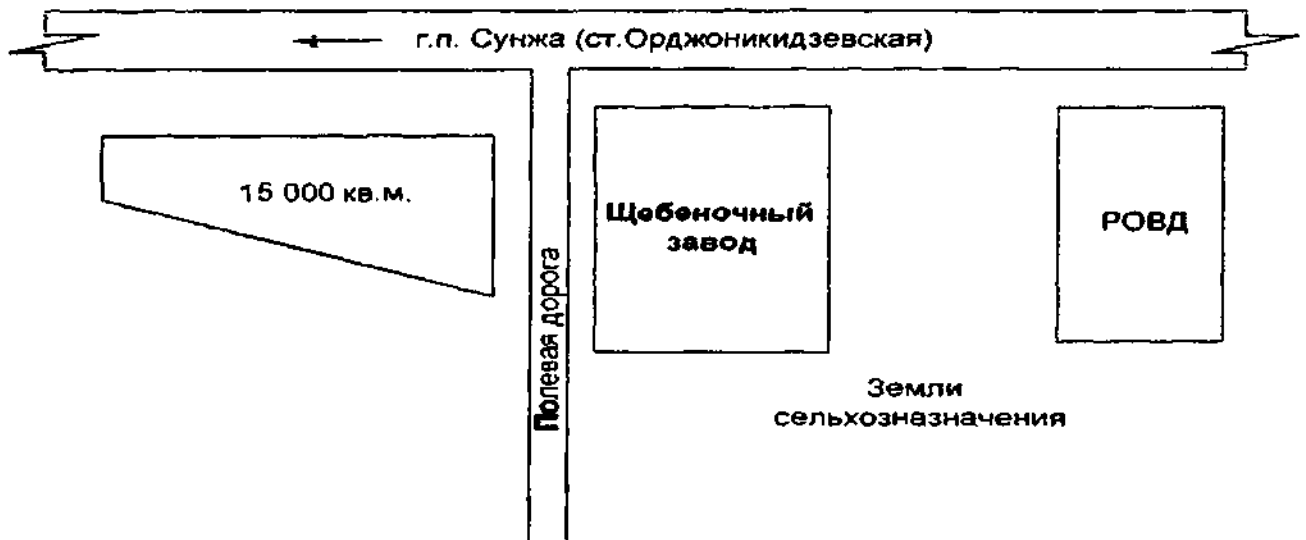 г.п. Сунжа (ст.Орджоникидзевская)
15 000 кв.м.
Полевая дорога
Щебеночный
завод
РОВД
Земли
сельхозназначения